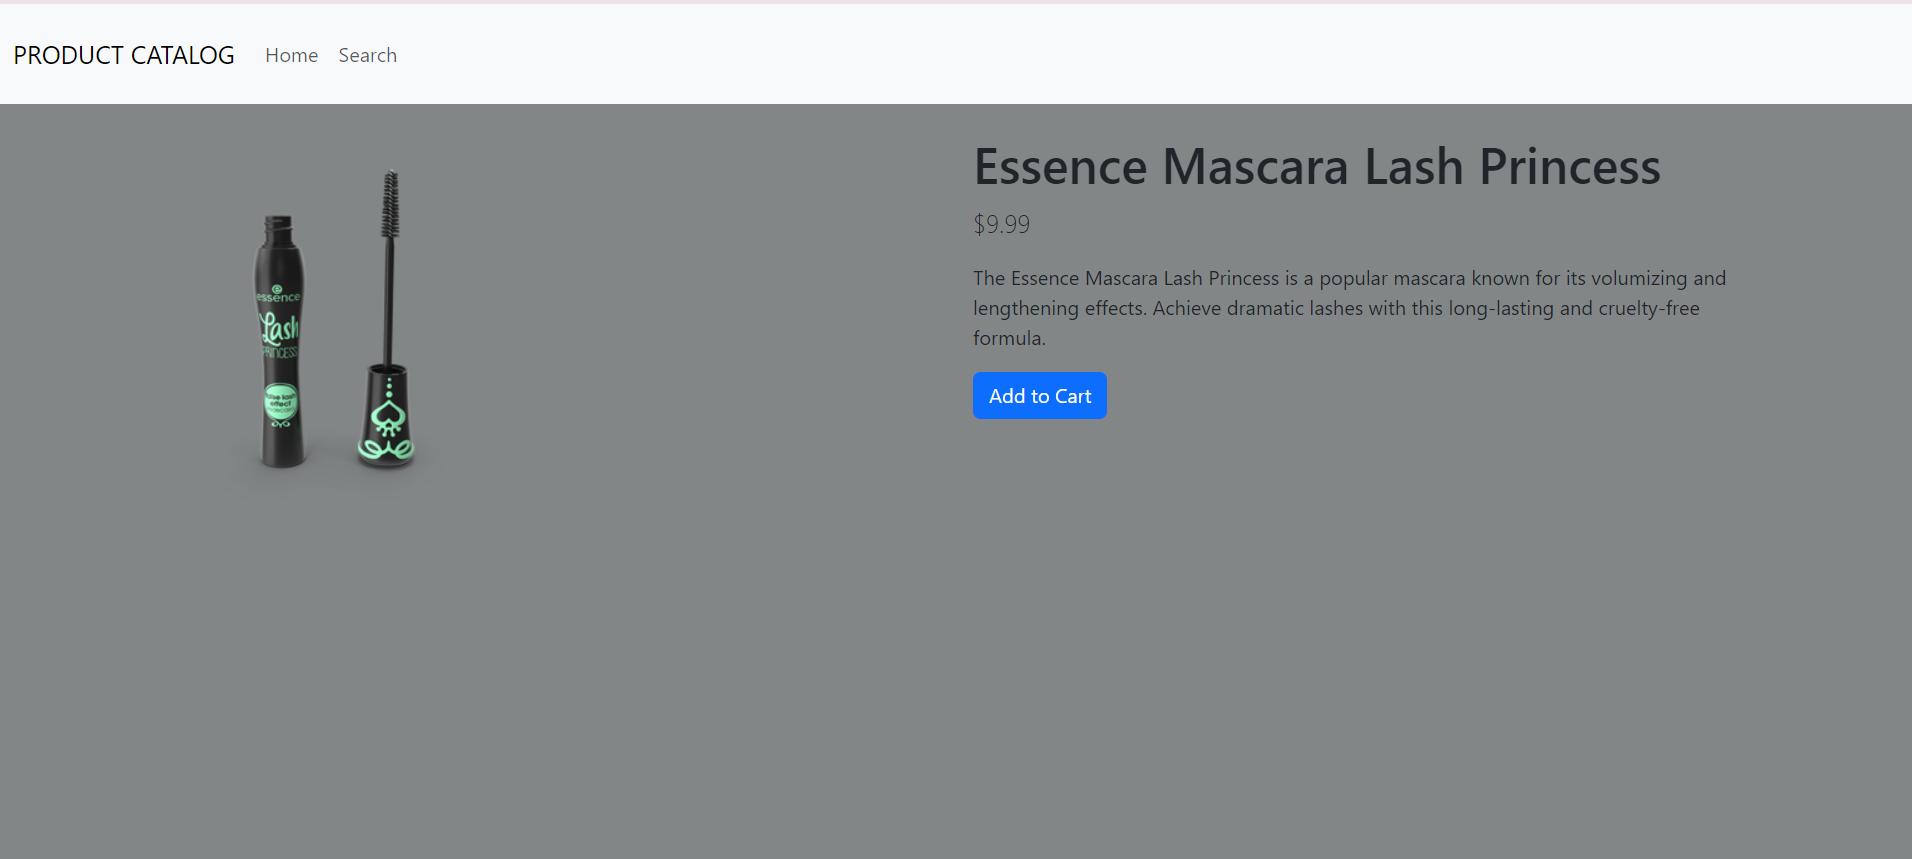 PRODUCT CATALOG Home Search
Essence Mascara Lash Princess
$9.99
The Essence Mascara Lash Princess is a popular mascara known for its volumizing and
lengthening effects. Achieve dramatic lashes with this long-lasting and cruelty-free
formula.
Add to Cart
essence
Lash
PRINCESS
false lash
effect
mascara